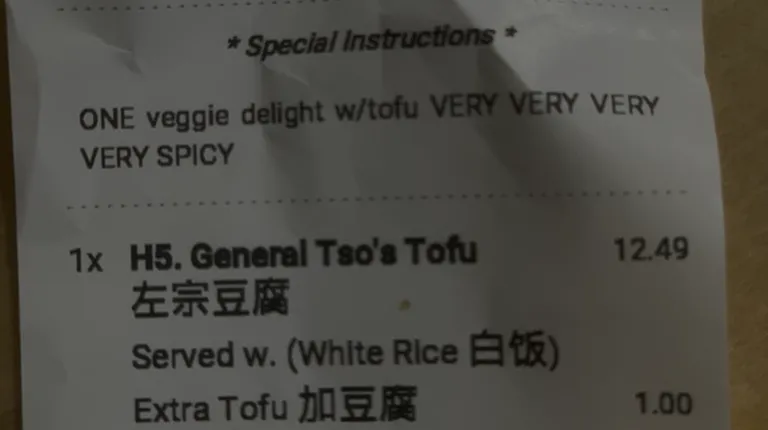 * Special Instructions *
ONE veggie delight w/tofu VERY VERY VERY
VERY SPICY
1x H5. General Tso's Tofu 12.49
左宗豆腐
Served w. (White Rice 白饭)
Extra Tofu 加豆腐 1.00